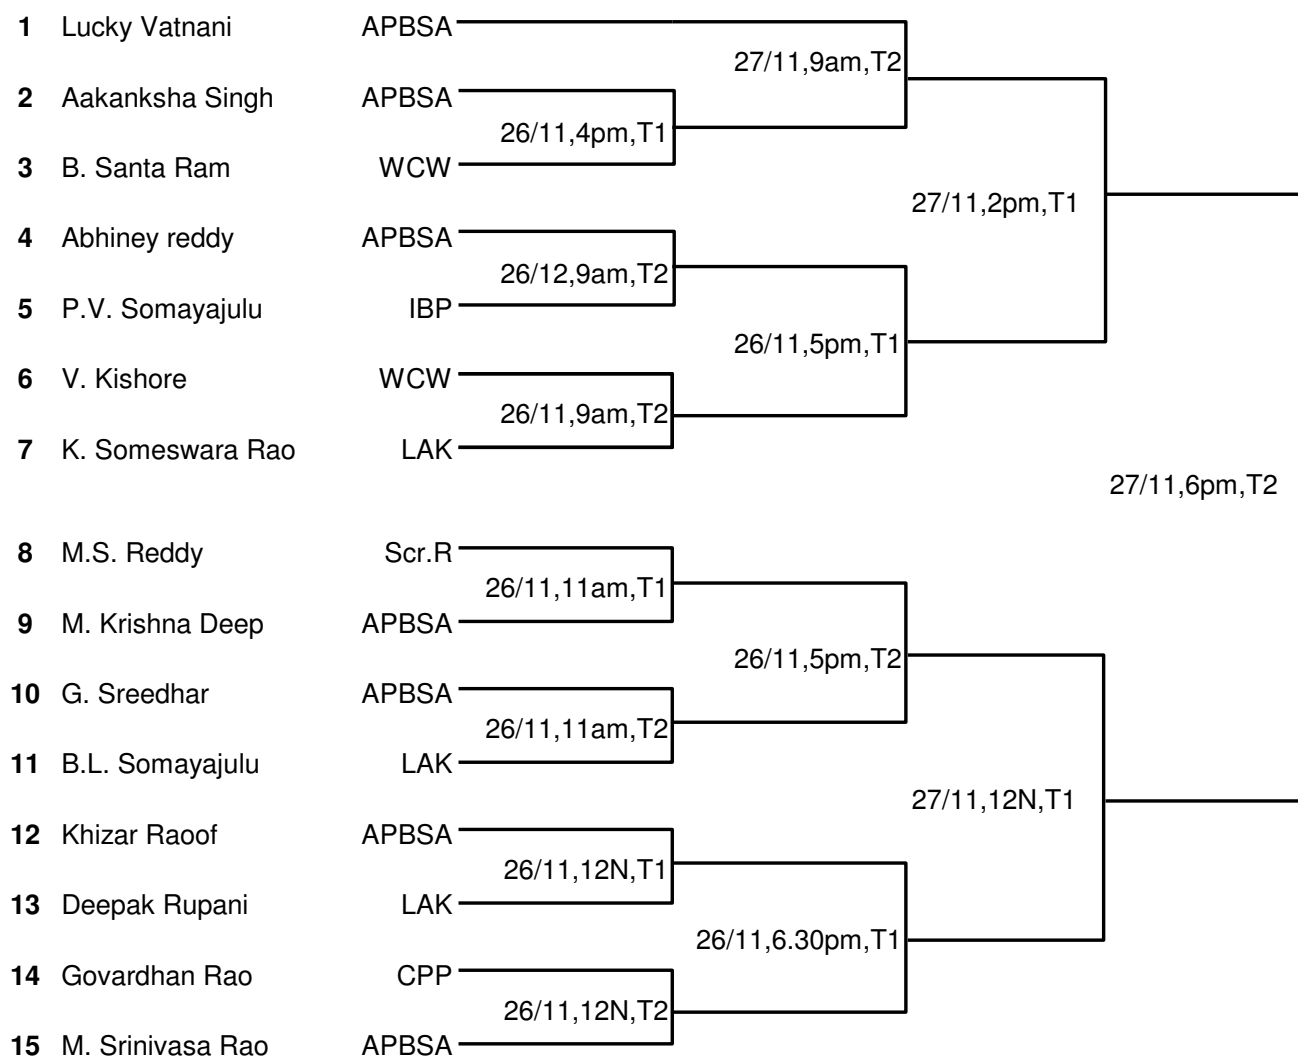 1 Lucky Vatnani APBSA
27/11,9am,T2
2 Aakanksha Singh APBSA
26/11,4pm,T1
3 B. Santa Ram WCW
27/11,2pm,T1
4 Abhiney reddy APBSA
26/12,9am,T2
5 P.V. Somayajulu IBP
26/11,5pm,T1
6 V. Kishore WCW
26/11,9am,T2
7 K. Someswara Rao LAK
27/11,6pm,T2
8 M.S. Reddy Scr.R
26/11,11am,T1
9 M. Krishna Deep APBSA
26/11,5pm,T2
10 G. Sreedhar APBSA
26/11,11am,T2
11 B.L. Somayajulu LAK
27/11,12N,T1
12 Khizar Raoof APBSA
26/11,12N,T1
13 Deepak Rupani LAK
26/11,6.30pm,T1
14 Govardhan Rao CPP
26/11,12N,T2
15 M. Srinivasa Rao APBSA